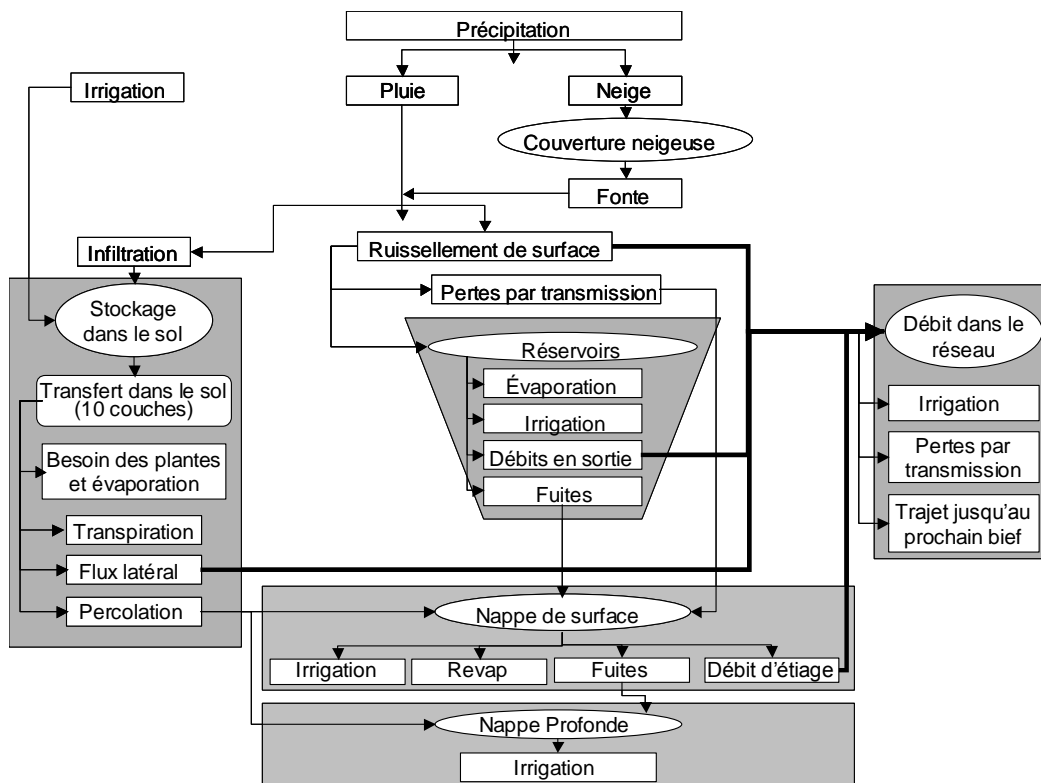 Précipitation
Irrigation
Pluie
Neige
Couverture neigeuse
Fonte
Infiltration
Ruissellement de surface
Pertes par transmission
Stockage
dans le sol
Transfert dans le sol
(10 couches)
Besoin des plantes
et évaporation
Transpiration
Flux latéral
Percolation
Réservoirs
Évaporation
Irrigation
Débits en sortie
Fuites
Débit dans le
réseau
Irrigation
Pertes par
transmission
Trajet jusqu'au
prochain bief
Nappe de surface
Irrigation
Revap
Fuites
Débit d'étiage
Nappe Profonde
Irrigation